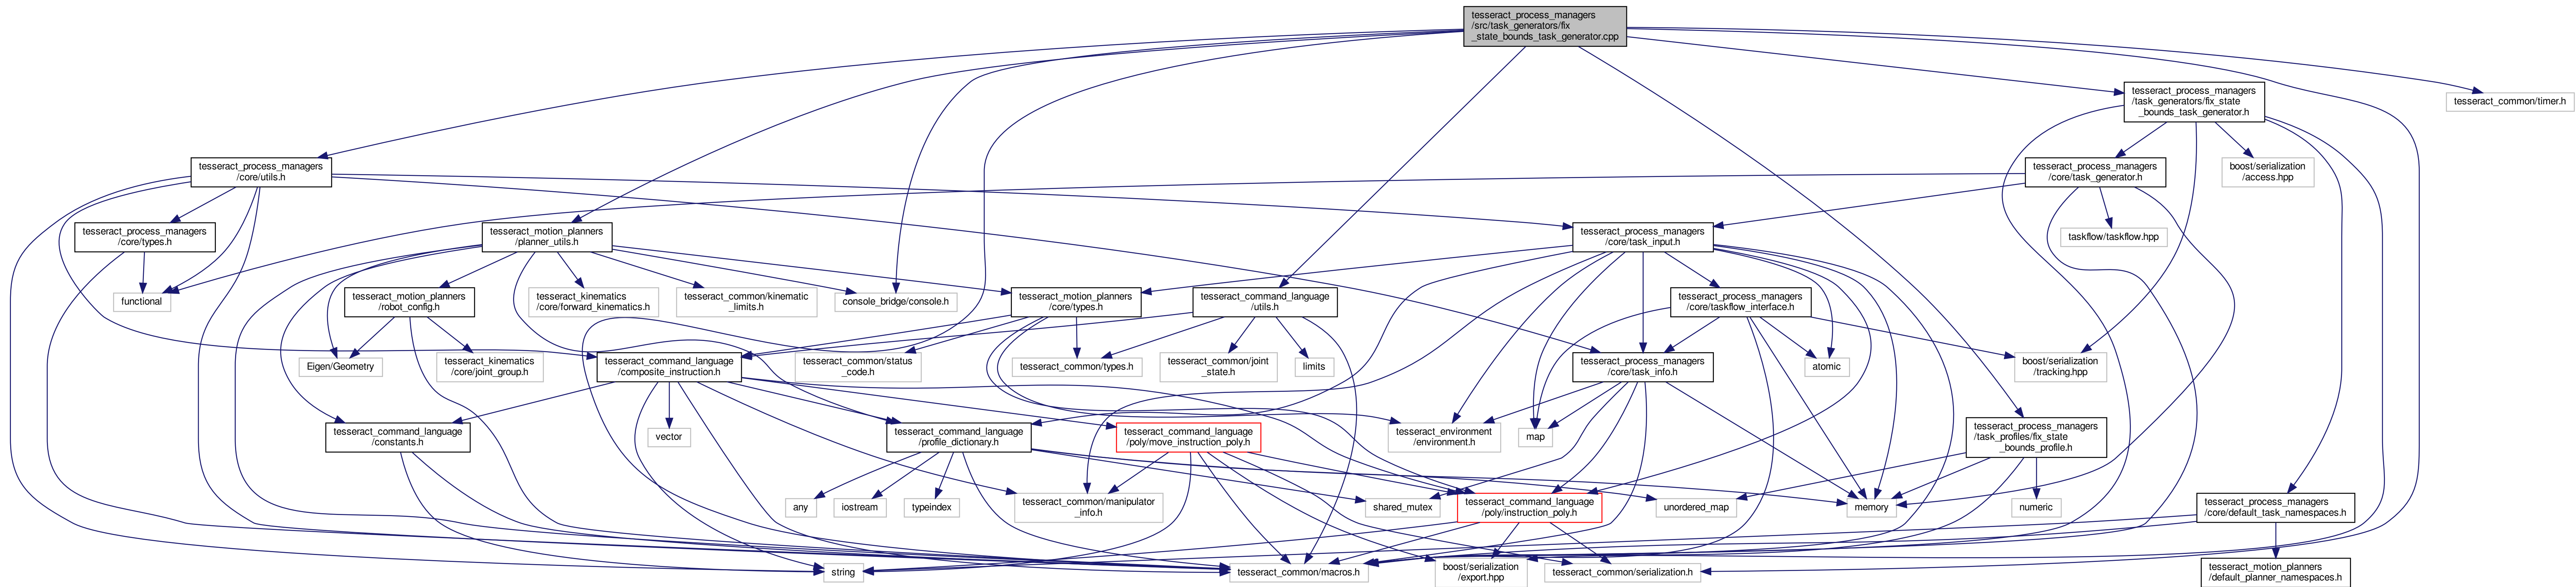 tesseract_process_managers
/src/task_generators/fix
_state_bounds_task_generator.cpp
tesseract_process_managers
/task_generators/fix_state
_bounds_task_generator.h
tesseract_common/timer.h
tesseract_process_managers
/core/utils.h
tesseract_process_managers
/core/task_generator.h
boost/serialization
/access.hpp
tesseract_process_managers
/core/types.h
tesseract_motion_planners
/planner_utils.h
tesseract_process_managers
/core/task_input.h
taskflow/taskflow.hpp
functional
tesseract_motion_planners
/robot_config.h
tesseract_kinematics
/core/forward_kinematics.h
tesseract_common/kinematic
_limits.h
console_bridge/console.h
tesseract_motion_planners
/core/types.h
tesseract_command_language
/utils.h
tesseract_process_managers
/core/taskflow_interface.h
Eigen/Geometry
tesseract_kinematics
/core/joint_group.h
tesseract_command_language
/composite_instruction.h
tesseract_common/status
_code.h
tesseract_common/types.h
tesseract_common/joint
_state.h
limits
tesseract_process_managers
/core/task_info.h
atomic
boost/serialization
/tracking.hpp
tesseract_command_language
/constants.h
vector
tesseract_command_language
/profile_dictionary.h
tesseract_command_language
/poly/move_instruction_poly.h
tesseract_environment
/environment.h
map
tesseract_process_managers
/task_profiles/fix_state
_bounds_profile.h
any
iostream
typeindex
tesseract_common/manipulator
_info.h
shared_mutex
tesseract_command_language
/poly/instruction_poly.h
unordered_map
memory
numeric
tesseract_process_managers
/core/default_task_namespaces.h
string
tesseract_common/macros.h
boost/serialization
/export.hpp
tesseract_common/serialization.h
tesseract_motion_planners
/default_planner_namespaces.h